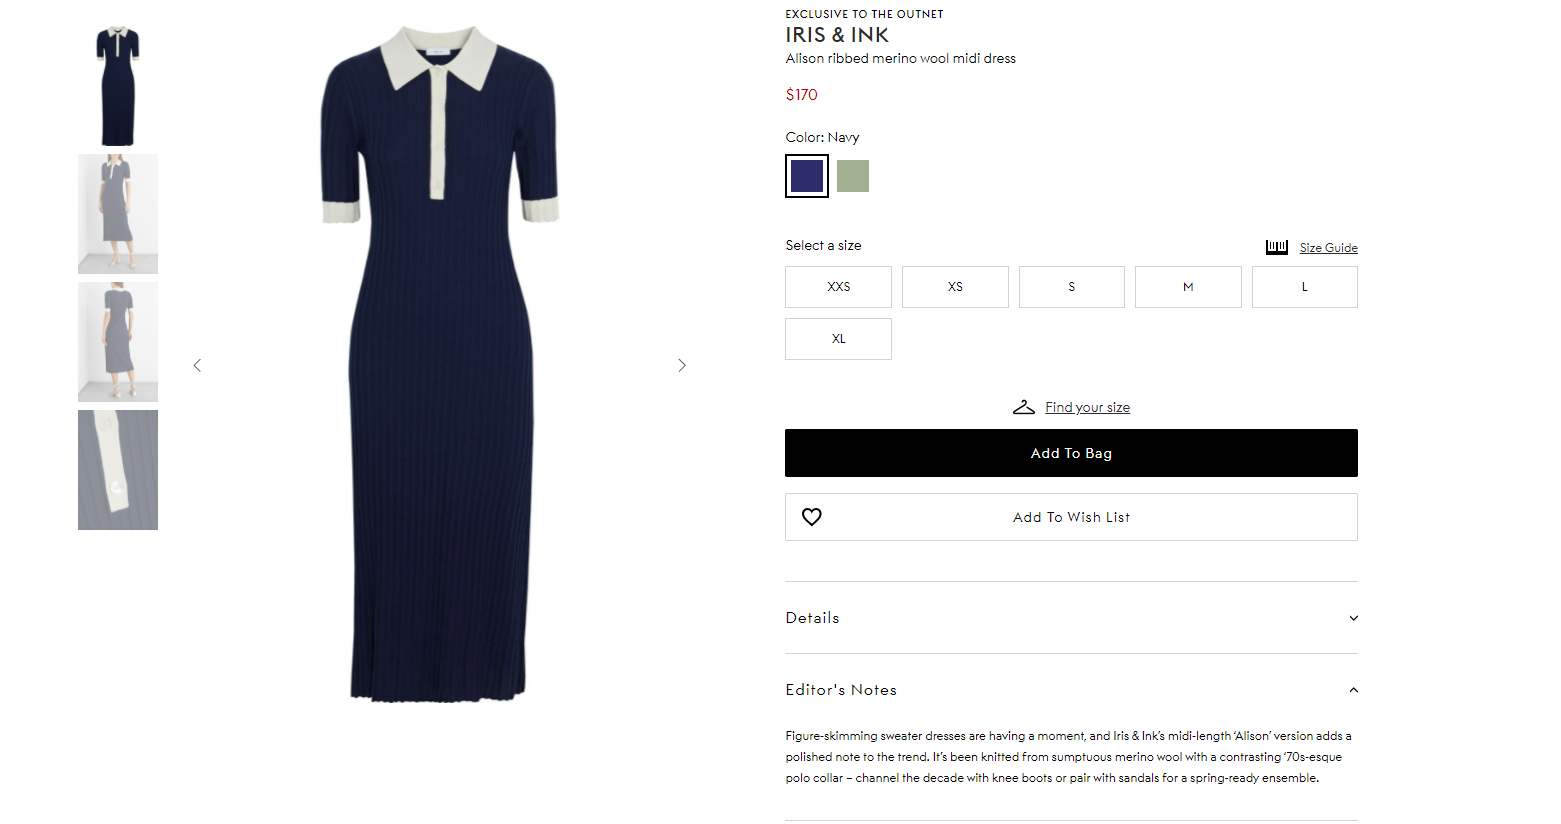 EXCLUSIVE TO THE OUTNET
IRIS & INK
Alison ribbed merino wool midi dress
$170
Color: Navy
Select a size
Size Guide
XXS
XS
S
M
L
XL
Find your size
Add To Bag
Add To Wish List
Details
Editor's Notes
Figure-skimming sweater dresses are having a moment, and Iris & Ink's midi-length ‘Alison’ version adds a
polished note to the trend. It's been knitted from sumptuous merino wool with a contrasting ‘70s-esque
polo collar – channel the decade with knee boots or pair with sandals for a spring-ready ensemble.